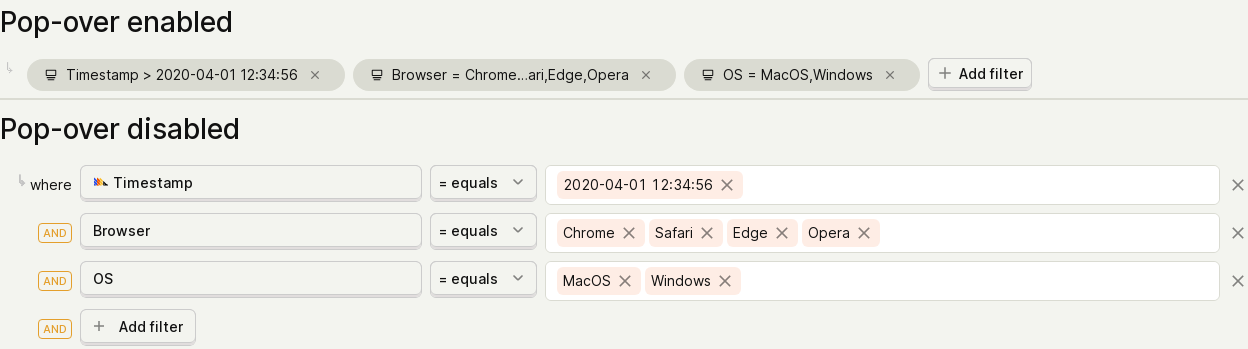 Pop-over enabled
Timestamp > 2020-04-01 12:34:56 Browser = Chrome...ari,Edge,Opera OS = MacOS,Windows Add filter
Pop-over disabled
where Timestamp = equals 2020-04-01 12:34:56
AND Browser = equals Chrome Safari Edge Opera
AND OS = equals MacOS Windows
AND Add filter